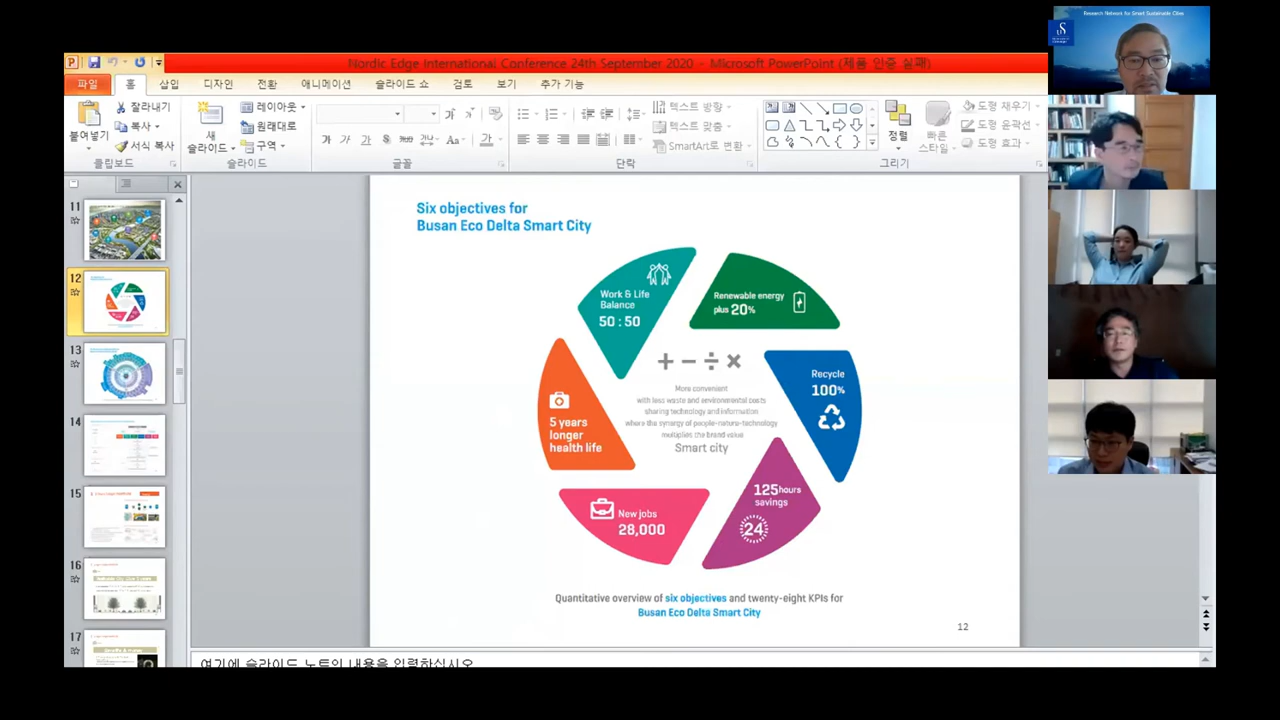 Research Network for Smart Sustainable Cities
Nordic Edge International Conference 24th September 2020 - Microsoft PowerPoint (제품 인증 실패)
파일 홈 삽입 디자인 전환 애니메이션 슬라이드 쇼 검토 보기 추가 기능
붙여넣기
잘라내기
복사
서식 복사
클립보드
새 슬라이드
레이아웃
원래대로
구역
슬라이드
가 가 가 가 S abc 가나 Aa 가
글꼴
텍스트 방향
텍스트 맞춤
SmartArt로 변환
단락
정렬
빠른 스타일
도형 채우기
도형 윤곽선
도형 효과
그리기
11
12
13
14
15
16
17
Six objectives for
Busan Eco Delta Smart City
Work & Life
Balance
50 : 50
Renewable energy
plus 20%
Recycle
100%
125hours
savings
24
New jobs
28,000
5 years
longer
health life
+ − ÷ ×
More convenient
with less waste and environmental costs
sharing technology and information
where the synergy of people-nature-technology
multiplies the brand value
Smart city
Quantitative overview of six objectives and twenty-eight KPIs for
Busan Eco Delta Smart City
12
여기에 슬라이드 노트의 내용을 입력하십시오